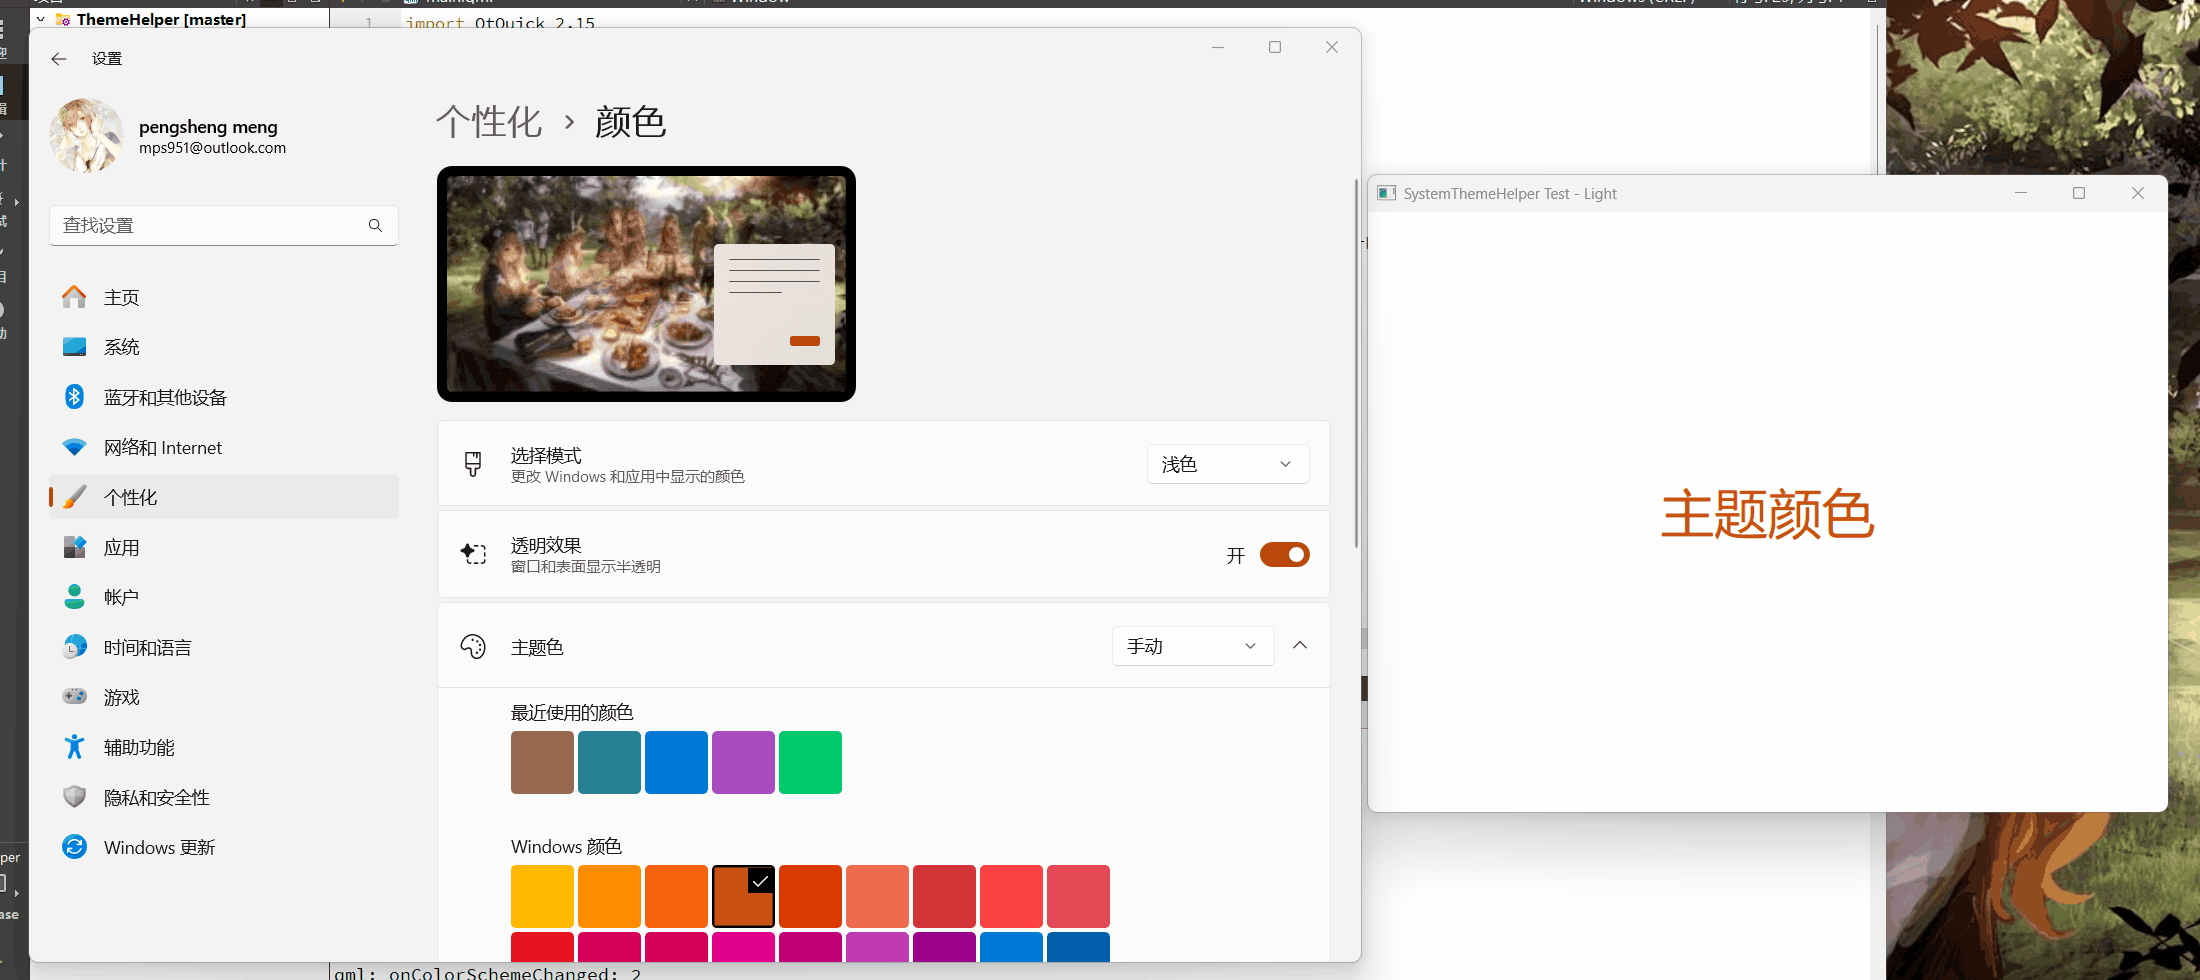 ThemeHelper [master]
1
import QtQuick 2.15
设置
pengsheng meng
mps951@outlook.com
查找设置
主页
系统
蓝牙和其他设备
网络和 Internet
个性化
应用
帐户
时间和语言
游戏
辅助功能
隐私和安全性
Windows 更新
个性化 › 颜色
选择模式
更改 Windows 和应用中显示的颜色
浅色
透明效果
窗口和表面显示半透明
开
主题色
手动
最近使用的颜色
Windows 颜色
SystemThemeHelper Test - Light
主题颜色
per
ase
qml: onColorSchemeChanged: 2